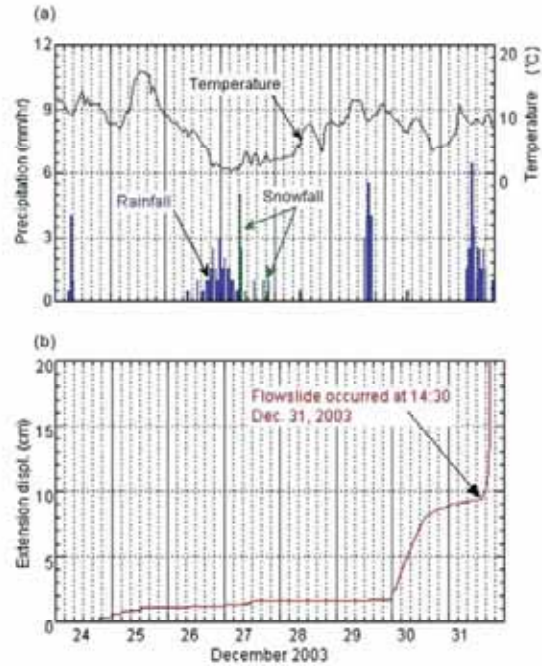 (a)
12
9
6
3
0
Precipitation (mmhr)
20
10
0
Temperature (℃)
Temperature
Rainfall
Snowfall
(b)
20
15
10
5
0
Extension displ. (cm)
Flowslide occurred at 14:30
Dec. 31, 2003
24 25 26 27 28 29 30 31
December 2003